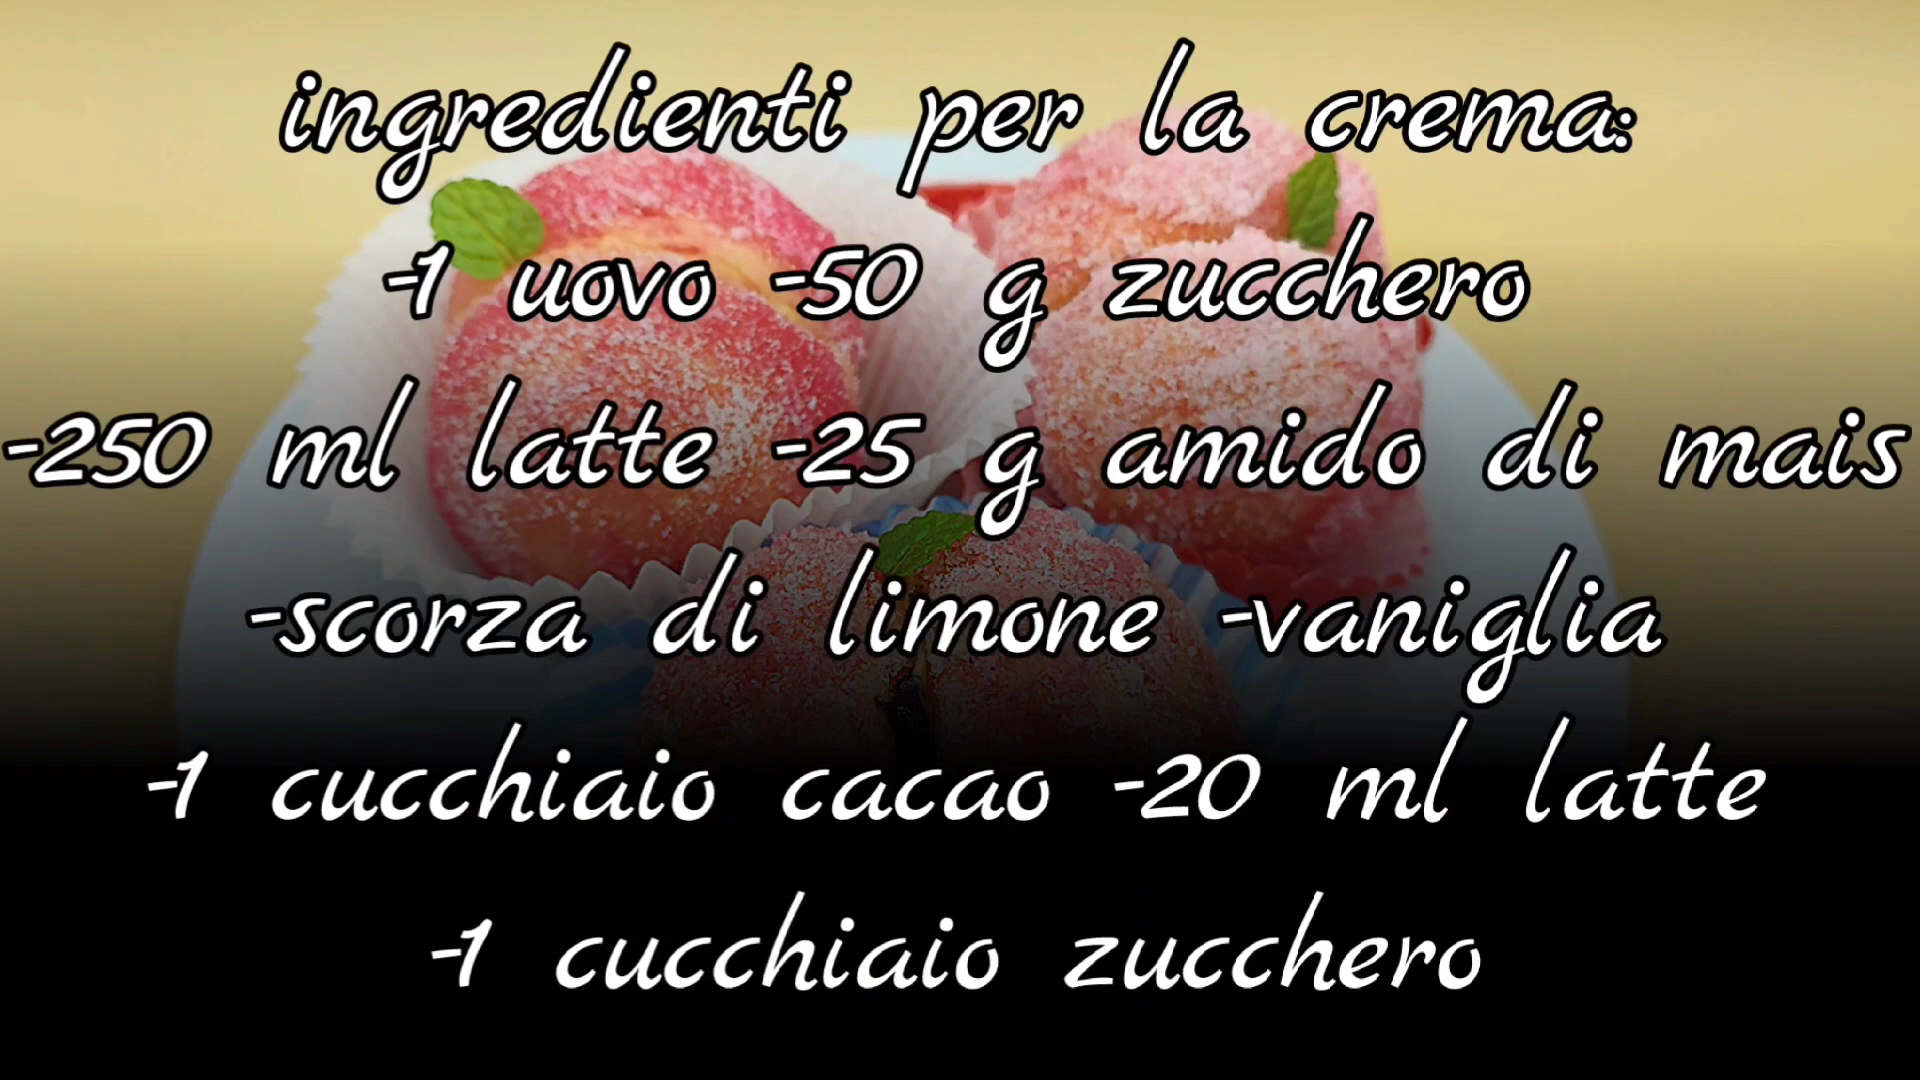 ingredienti per la crema:
-1 uovo -50 g zucchero
-250 ml latte -25 g amido di mais
-scorza di limone -vaniglia
-1 cucchiaio cacao -20 ml latte
-1 cucchiaio zucchero